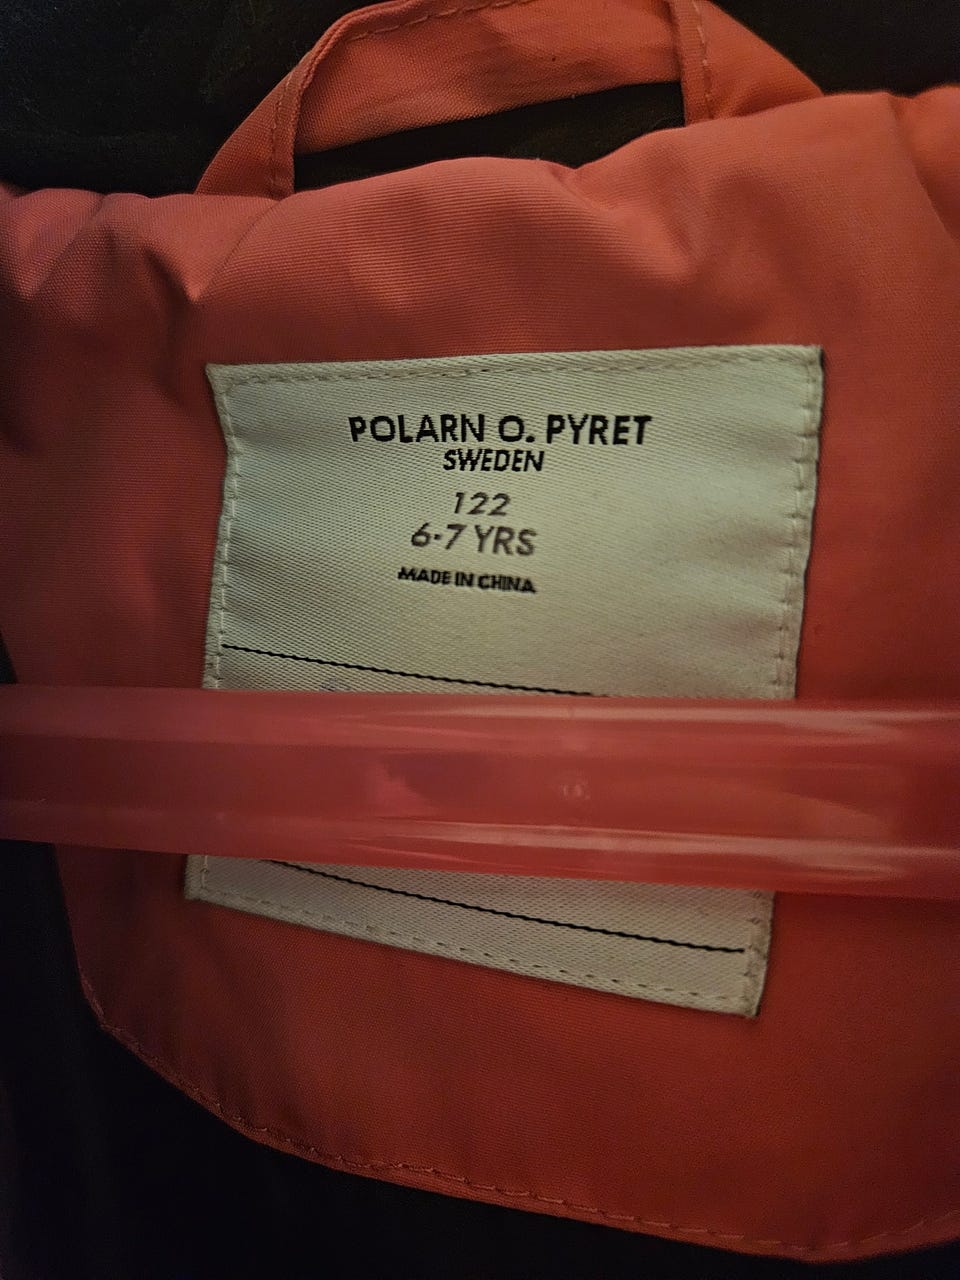 POLARN O. PYRET
SWEDEN
122
6-7 YRS
MADE IN CHINA